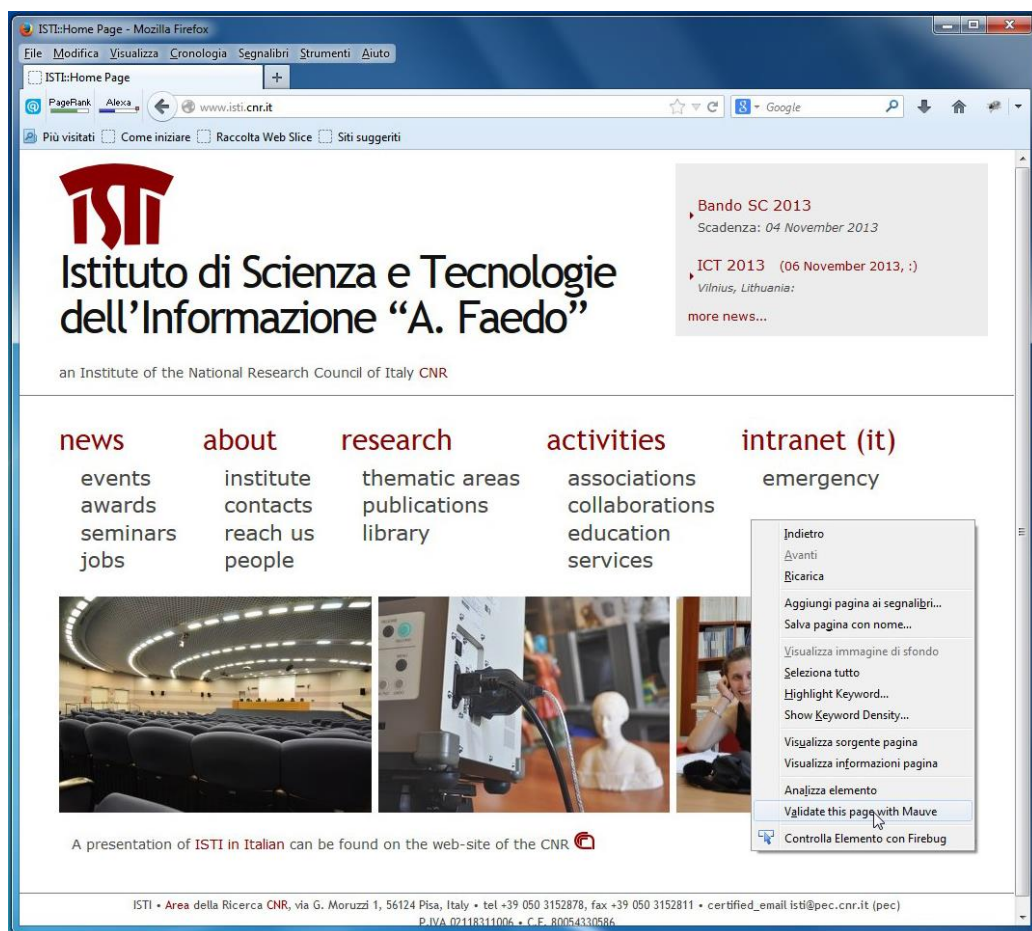 ISTI::Home Page - Mozilla Firefox
File Modifica Visualizza Cronologia Segnalibri Strumenti Aiuto
ISTI::Home Page +
PageRank Alexa www.isti.cnr.it Google
Più visitati Come iniziare Raccolta Web Slice Siti suggeriti
ISTI
Istituto di Scienza e Tecnologie
dell'Informazione “A. Faedo”
an Institute of the National Research Council of Italy CNR
Bando SC 2013
Scadenza: 04 November 2013
ICT 2013 (06 November 2013, :)
Vilnius, Lithuania:
more news...
news
events
awards
seminars
jobs
about
institute
contacts
reach us
people
research
thematic areas
publications
library
activities
associations
collaborations
education
services
intranet (it)
emergency
Indietro
Avanti
Ricarica
Aggiungi pagina ai segnalibri...
Salva pagina con nome...
Visualizza immagine di sfondo
Seleziona tutto
Highlight Keyword...
Show Keyword Density...
Visualizza sorgente pagina
Visualizza informazioni pagina
Analizza elemento
Validate this page with Mauve
Controlla Elemento con Firebug
A presentation of ISTI in Italian can be found on the web-site of the CNR
ISTI • Area della Ricerca CNR, via G. Moruzzi 1, 56124 Pisa, Italy • tel +39 050 3152878, fax +39 050 3152811 • certified_email isti@pec.cnr.it (pec)
P.IVA 02118311006 • C.F. 80054330586